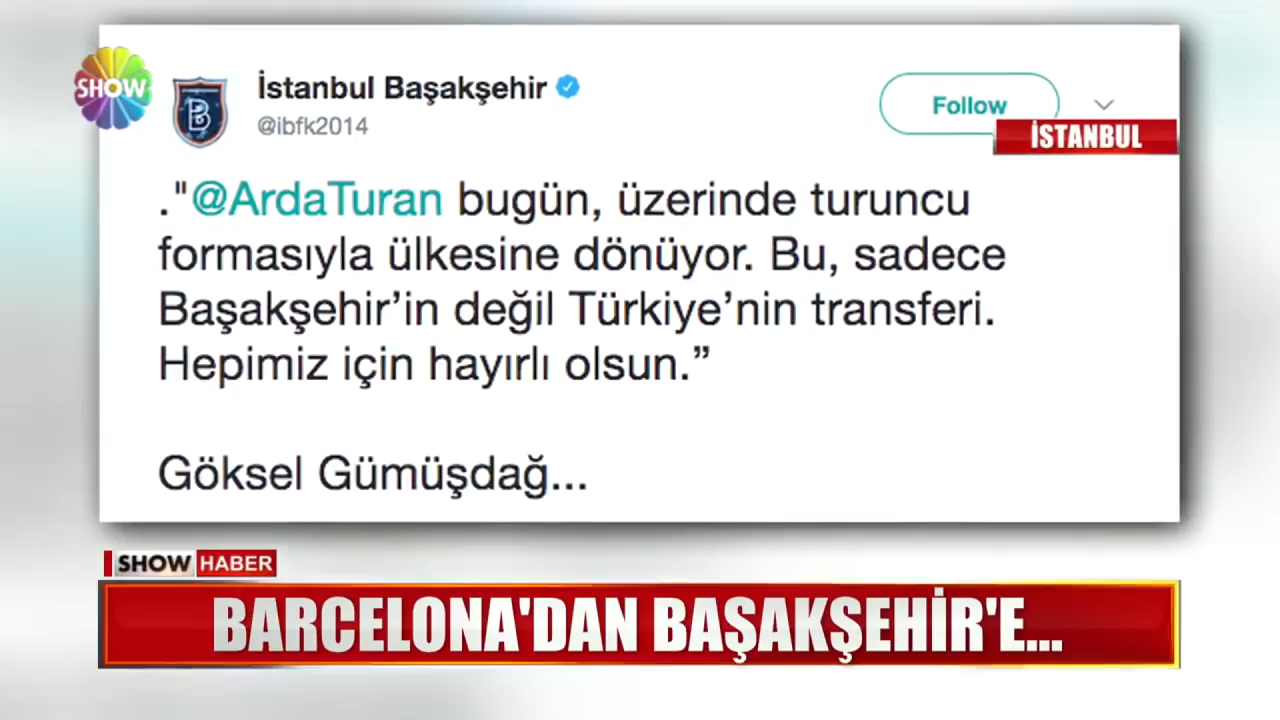 SHOW
İstanbul Başakşehir
@ibfk2014
Follow
İSTANBUL
."@ArdaTuran bugün, üzerinde turuncu
formasıyla ülkesine dönüyor. Bu, sadece
Başakşehir’in değil Türkiye’nin transferi.
Hepimiz için hayırlı olsun.”
Göksel Gümüşdağ...
SHOW HABER
BARCELONA'DAN BAŞAKŞEHİR'E...